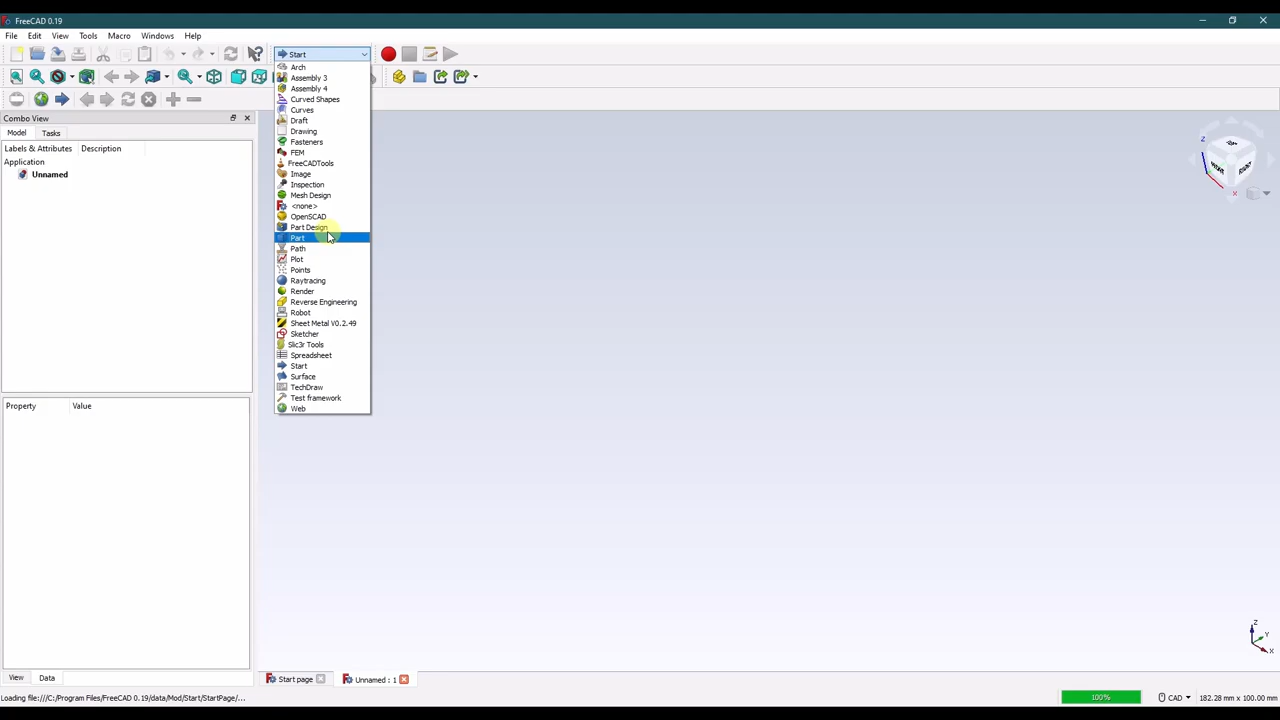 FreeCAD 0.19
File Edit View Tools Macro Windows Help
Start
Arch
Assembly 3
Assembly 4
Curved Shapes
Curves
Draft
Drawing
Fasteners
FEM
FreeCADTools
Image
Inspection
Mesh Design
<none>
OpenSCAD
Part Design
Part
Path
Plot
Points
Raytracing
Render
Reverse Engineering
Robot
Sheet Metal V0.2.49
Sketcher
Slic3r Tools
Spreadsheet
Start
Surface
TechDraw
Test framework
Web
Combo View
Model Tasks
Labels & Attributes Description
Application
Unnamed
Property Value
View Data
Start page Unnamed : 1
Loading file:///C:/Program Files/FreeCAD 0.19/data/Mod/Start/StartPage/...
100% CAD 182.28 mm x 100.00 mm
Z
X
Z
Y
X